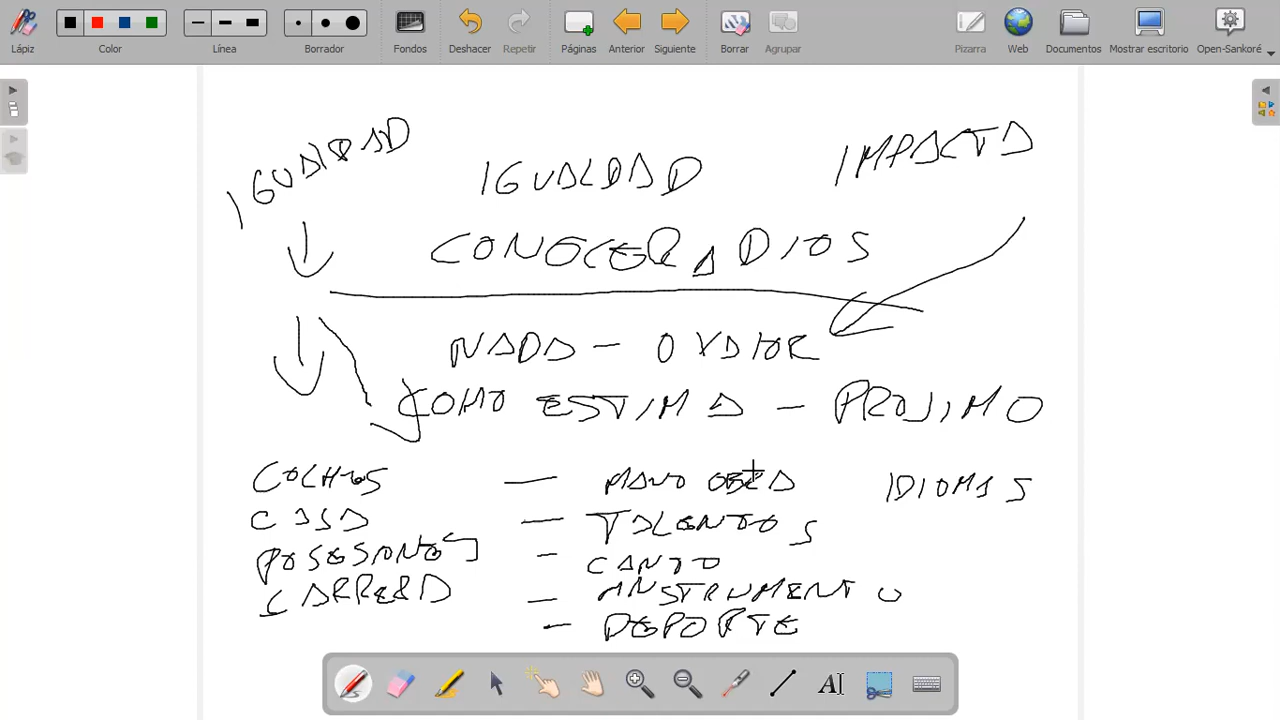 Lápiz Color Línea Borrador Fondos Deshacer Repetir Páginas Anterior Siguiente Borrar Agrupar Pizarra Web Documentos Mostrar escritorio Open-Sankoré
IGUALDAD IGUALDAD IMPACTA
CONOCER A DIOS
NADA –
COMO ESTIMA – PROJIMO
COCHES — MANO OBRA IDIOMAS
CASA — TALENTOS
POSESIONES – CANTO
CARRERA — INSTRUMENTO
– DEPORTE